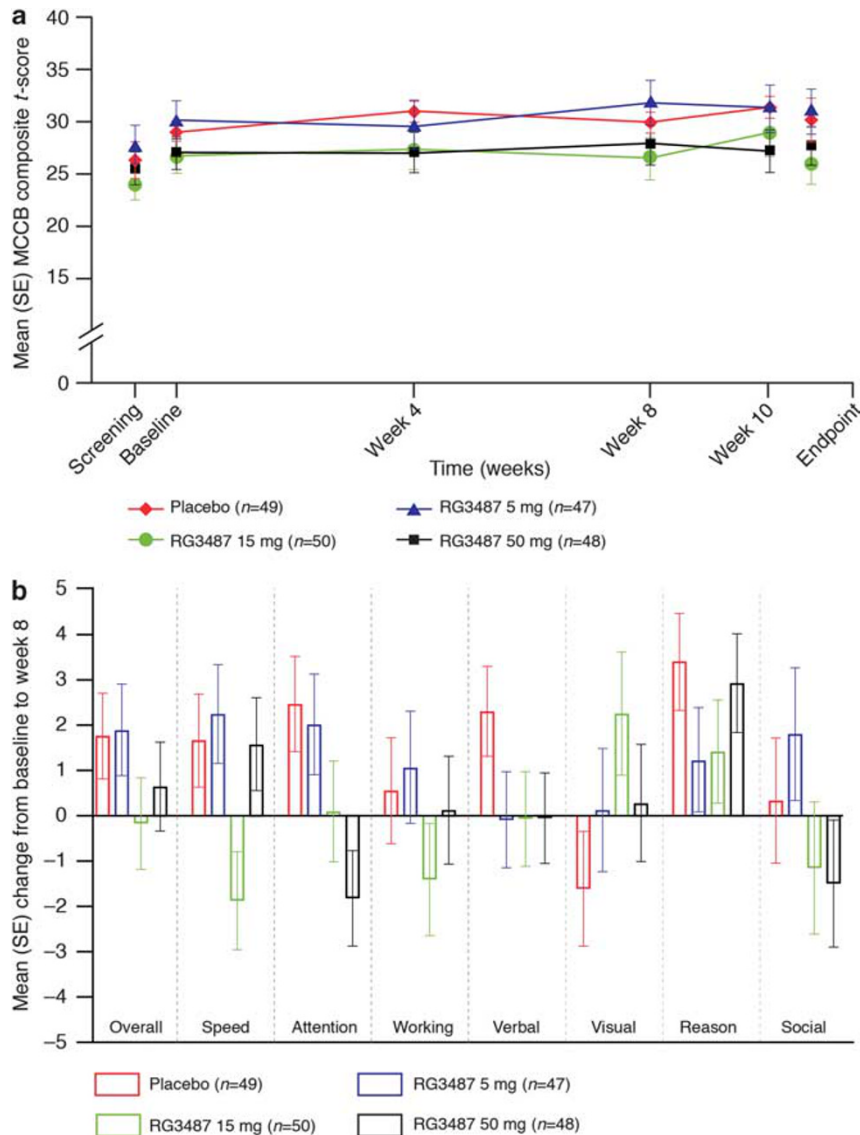 a
Mean (SE) MCCB composite t-score
40
35
30
25
20
15
0
Screening
Baseline
Week 4
Week 8
Week 10
Endpoint
Time (weeks)
Placebo (n=49)
RG3487 5 mg (n=47)
RG3487 15 mg (n=50)
RG3487 50 mg (n=48)
b
Mean (SE) change from baseline to week 8
5
4
3
2
1
0
–1
–2
–3
–4
–5
Overall
Speed
Attention
Working
Verbal
Visual
Reason
Social
Placebo (n=49)
RG3487 5 mg (n=47)
RG3487 15 mg (n=50)
RG3487 50 mg (n=48)